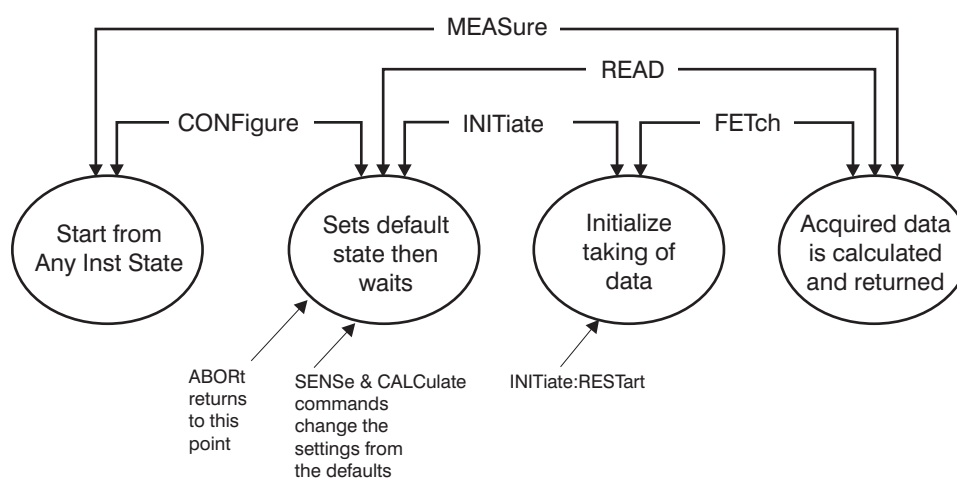 MEASure
READ
CONFigure
INITiate
FETch
Start from
Any Inst State
Sets default
state then
waits
Initialize
taking of
data
Acquired data
is calculated
and returned
ABORt
returns
to this
point
SENSe & CALCulate
commands
change the
settings from
the defaults
INITiate:RESTart